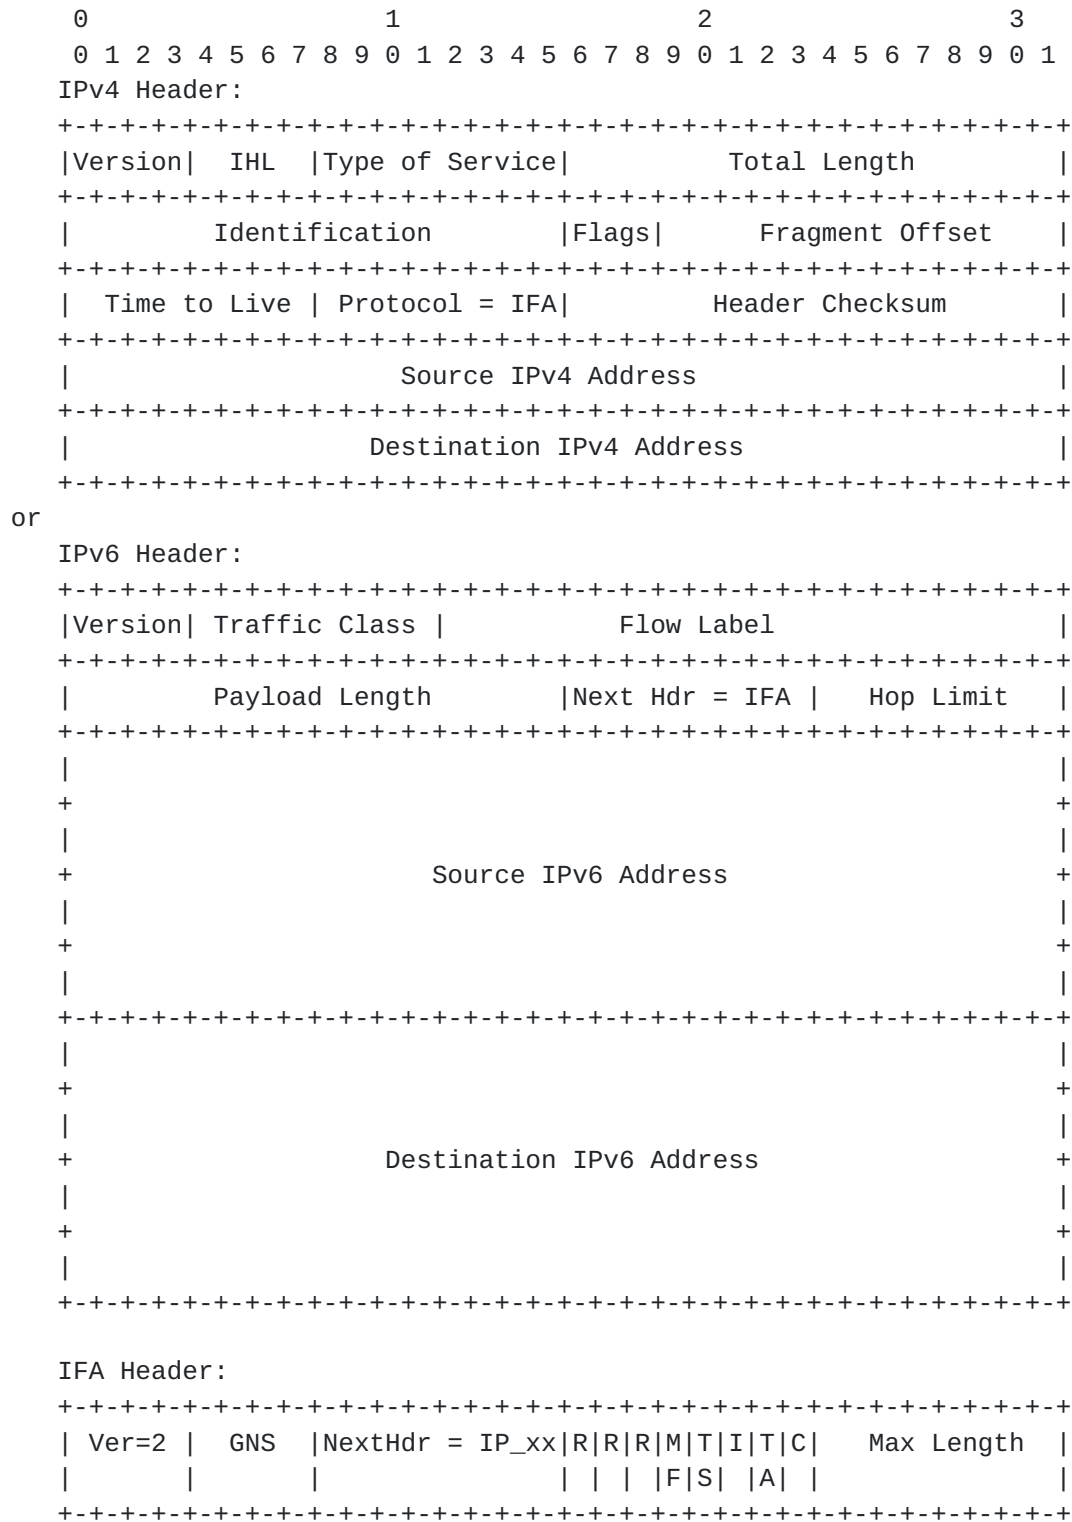 0                   1                   2                   3
 0 1 2 3 4 5 6 7 8 9 0 1 2 3 4 5 6 7 8 9 0 1 2 3 4 5 6 7 8 9 0 1
IPv4 Header:
+-+-+-+-+-+-+-+-+-+-+-+-+-+-+-+-+-+-+-+-+-+-+-+-+-+-+-+-+-+-+-+-+
|Version|  IHL  |Type of Service|          Total Length         |
+-+-+-+-+-+-+-+-+-+-+-+-+-+-+-+-+-+-+-+-+-+-+-+-+-+-+-+-+-+-+-+-+
|         Identification        |Flags|      Fragment Offset    |
+-+-+-+-+-+-+-+-+-+-+-+-+-+-+-+-+-+-+-+-+-+-+-+-+-+-+-+-+-+-+-+-+
|  Time to Live | Protocol = IFA|         Header Checksum       |
+-+-+-+-+-+-+-+-+-+-+-+-+-+-+-+-+-+-+-+-+-+-+-+-+-+-+-+-+-+-+-+-+
|                     Source IPv4 Address                       |
+-+-+-+-+-+-+-+-+-+-+-+-+-+-+-+-+-+-+-+-+-+-+-+-+-+-+-+-+-+-+-+-+
|                   Destination IPv4 Address                    |
+-+-+-+-+-+-+-+-+-+-+-+-+-+-+-+-+-+-+-+-+-+-+-+-+-+-+-+-+-+-+-+-+
or
IPv6 Header:
+-+-+-+-+-+-+-+-+-+-+-+-+-+-+-+-+-+-+-+-+-+-+-+-+-+-+-+-+-+-+-+-+
|Version| Traffic Class |           Flow Label                  |
+-+-+-+-+-+-+-+-+-+-+-+-+-+-+-+-+-+-+-+-+-+-+-+-+-+-+-+-+-+-+-+-+
|         Payload Length        |Next Hdr = IFA |   Hop Limit   |
+-+-+-+-+-+-+-+-+-+-+-+-+-+-+-+-+-+-+-+-+-+-+-+-+-+-+-+-+-+-+-+-+
|                                                               |
+                                                               +
|                                                               |
+                       Source IPv6 Address                     +
|                                                               |
+                                                               +
|                                                               |
+-+-+-+-+-+-+-+-+-+-+-+-+-+-+-+-+-+-+-+-+-+-+-+-+-+-+-+-+-+-+-+-+
|                                                               |
+                                                               +
|                                                               |
+                    Destination IPv6 Address                   +
|                                                               |
+                                                               +
|                                                               |
+-+-+-+-+-+-+-+-+-+-+-+-+-+-+-+-+-+-+-+-+-+-+-+-+-+-+-+-+-+-+-+-+
IFA Header:
+-+-+-+-+-+-+-+-+-+-+-+-+-+-+-+-+-+-+-+-+-+-+-+-+-+-+-+-+-+-+-+-+
| Ver=2 |  GNS  |NextHdr = IP_xx|R|R|R|M|T|I|T|C|   Max Length  |
|       |       |               | | | |F|S| |A| |               |
+-+-+-+-+-+-+-+-+-+-+-+-+-+-+-+-+-+-+-+-+-+-+-+-+-+-+-+-+-+-+-+-+